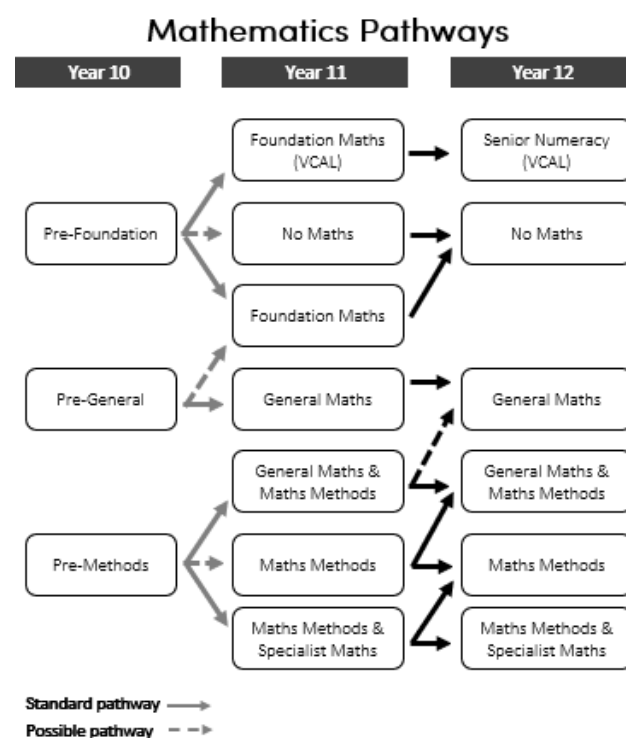 Mathematics Pathways
Year 10
Year 11
Year 12
Foundation Maths
(VCAL)
Senior Numeracy
(VCAL)
Pre-Foundation
No Maths
No Maths
Foundation Maths
Pre-General
General Maths
General Maths
General Maths &
Maths Methods
General Maths &
Maths Methods
Pre-Methods
Maths Methods
Maths Methods
Maths Methods &
Specialist Maths
Maths Methods &
Specialist Maths
Standard pathway
Possible pathway